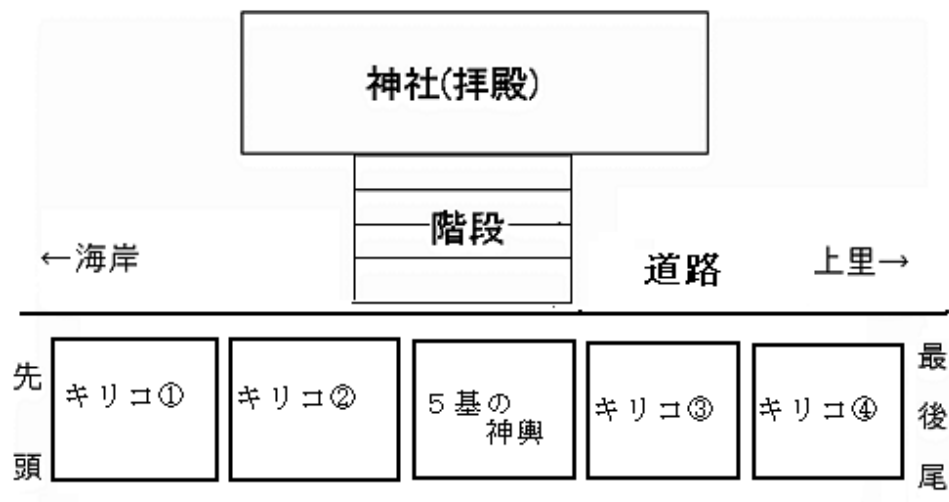 神社(拝殿)
階段
←海岸
道路
上里→
先頭
キリコ①
キリコ②
5基の
神輿
キリコ③
キリコ④
最後尾